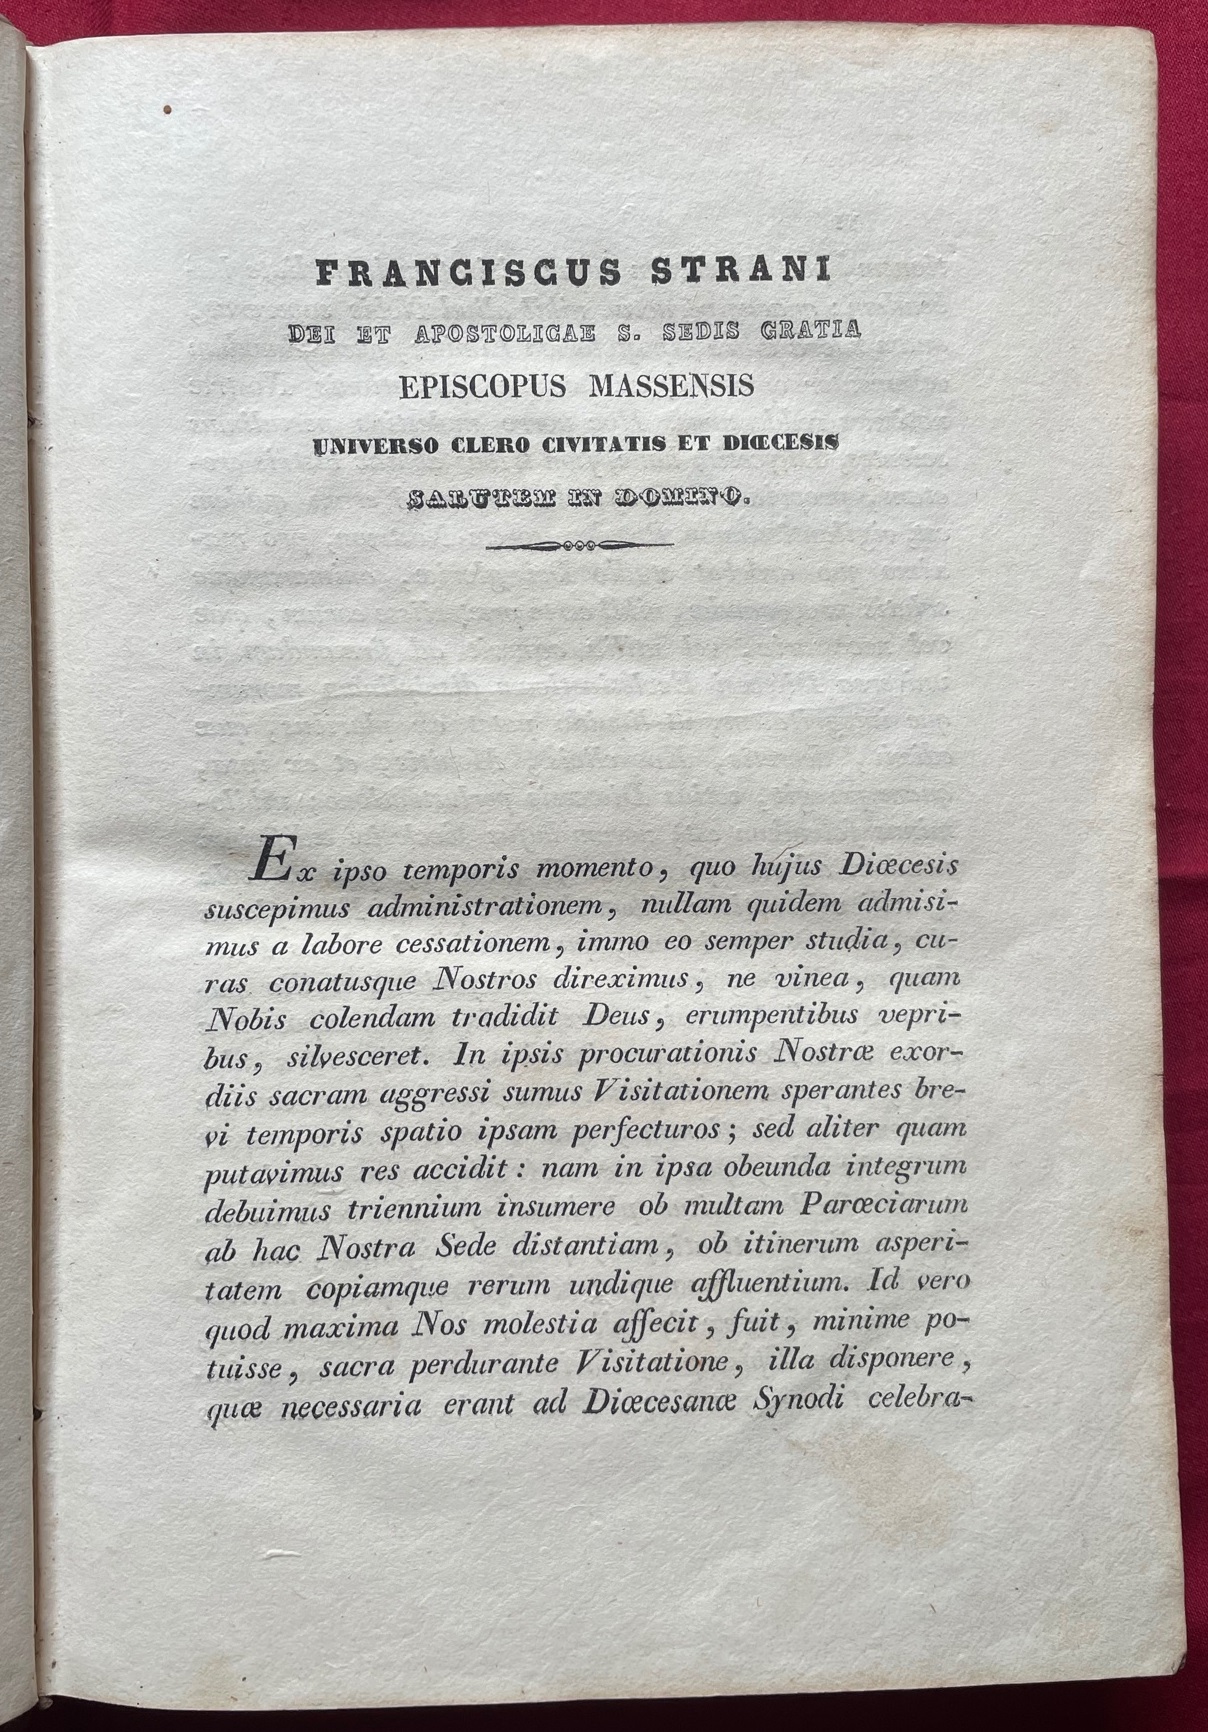 FRANCISCUS STRANI
DEI ET APOSTOLICAE S. SEDIS GRATIA
EPISCOPUS MASSENSIS
UNIVERSO CLERO CIVITATIS ET DIŒCESIS
SALUTEM IN DOMINO.
Ex ipso temporis momento, quo hujus Diœcesis
suscepimus administrationem, nullam quidem admisi-
mus a labore cessationem, immo eo semper studia, cu-
ras conatusque Nostros direximus, ne vinea, quam
Nobis colendam tradidit Deus, erumpentibus vepri-
bus, silvesceret. In ipsis procurationis Nostræ exor-
diis sacram aggressi sumus Visitationem sperantes bre-
vi temporis spatio ipsam perfecturos; sed aliter quam
putavimus res accidit: nam in ipsa obeunda integrum
debuimus triennium insumere ob multam Parœciarum
ab hac Nostra Sede distantiam, ob itinerum asperi-
tatem copiamque rerum undique affluentium. Id vero
quod maxima Nos molestia affecit, fuit, minime po-
tuisse, sacra perdurante Visitatione, illa disponere,
quæ necessaria erant ad Diœcesanæ Synodi celebra-